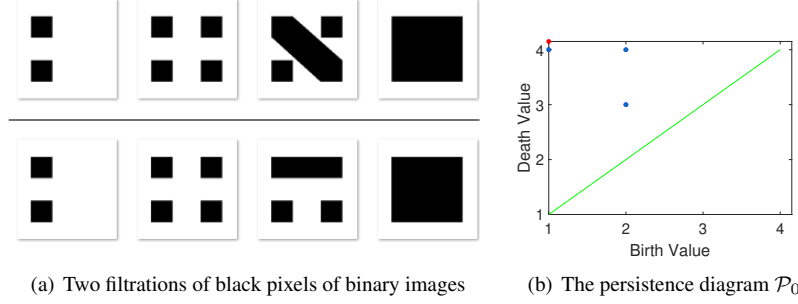 4
3
2
1
Death Value
1
2
3
4
Birth Value
(a) Two filtrations of black pixels of binary images
(b) The persistence diagram 𝒫0